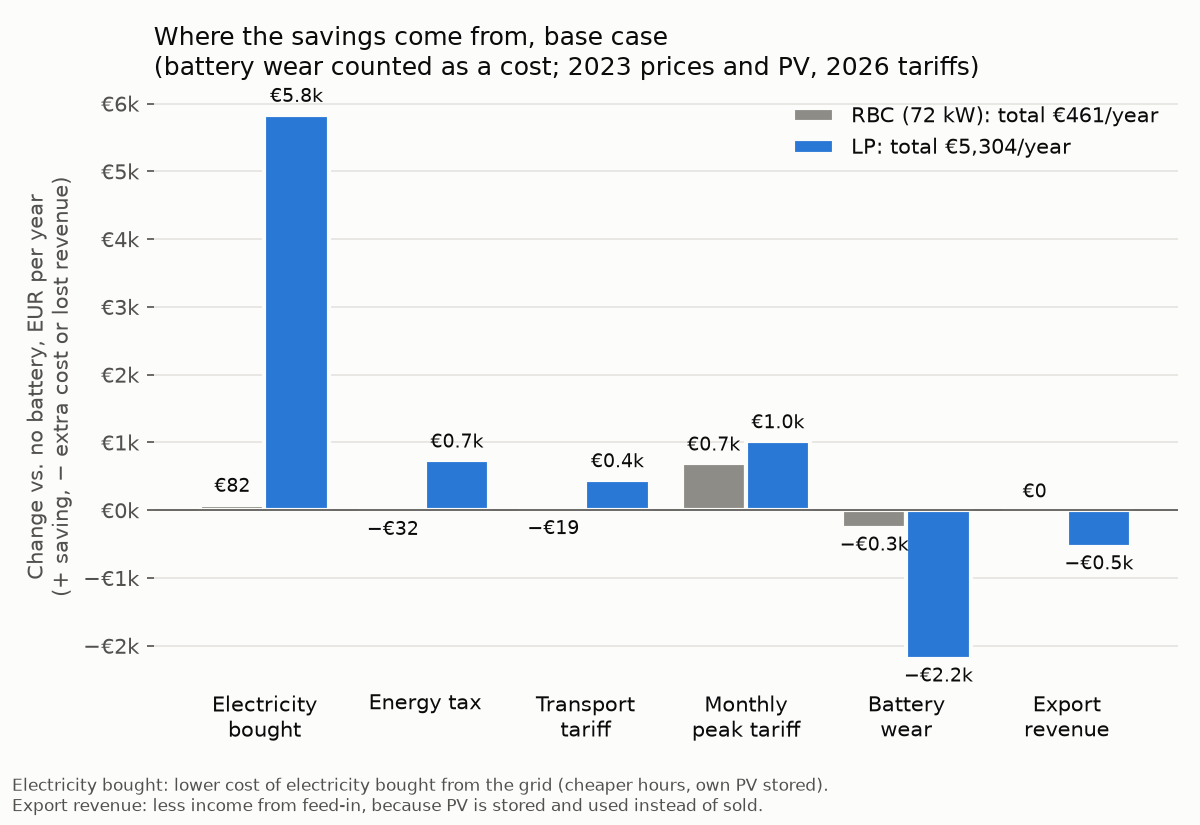 Where the savings come from, base case
(battery wear counted as a cost; 2023 prices and PV, 2026 tariffs)
RBC (72 kW): total €461/year
LP: total €5,304/year
Change vs. no battery, EUR per year
(+ saving, − extra cost or lost revenue)
€6k
€5k
€4k
€3k
€2k
€1k
€0k
−€1k
−€2k
€82
€5.8k
−€32
€0.7k
−€19
€0.4k
€0.7k
€1.0k
−€0.3k
−€2.2k
€0
−€0.5k
Electricity
bought
Energy tax
Transport
tariff
Monthly
peak tariff
Battery
wear
Export
revenue
Electricity bought: lower cost of electricity bought from the grid (cheaper hours, own PV stored).
Export revenue: less income from feed-in, because PV is stored and used instead of sold.